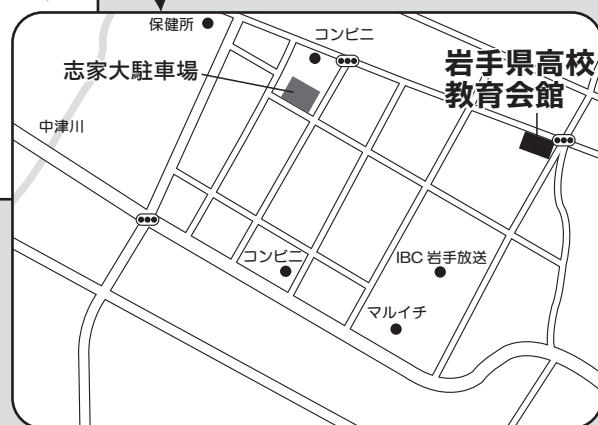 保健所
コンビニ
志家大駐車場
岩手県高校
教育会館
中津川
コンビニ
IBC 岩手放送
マルイチ